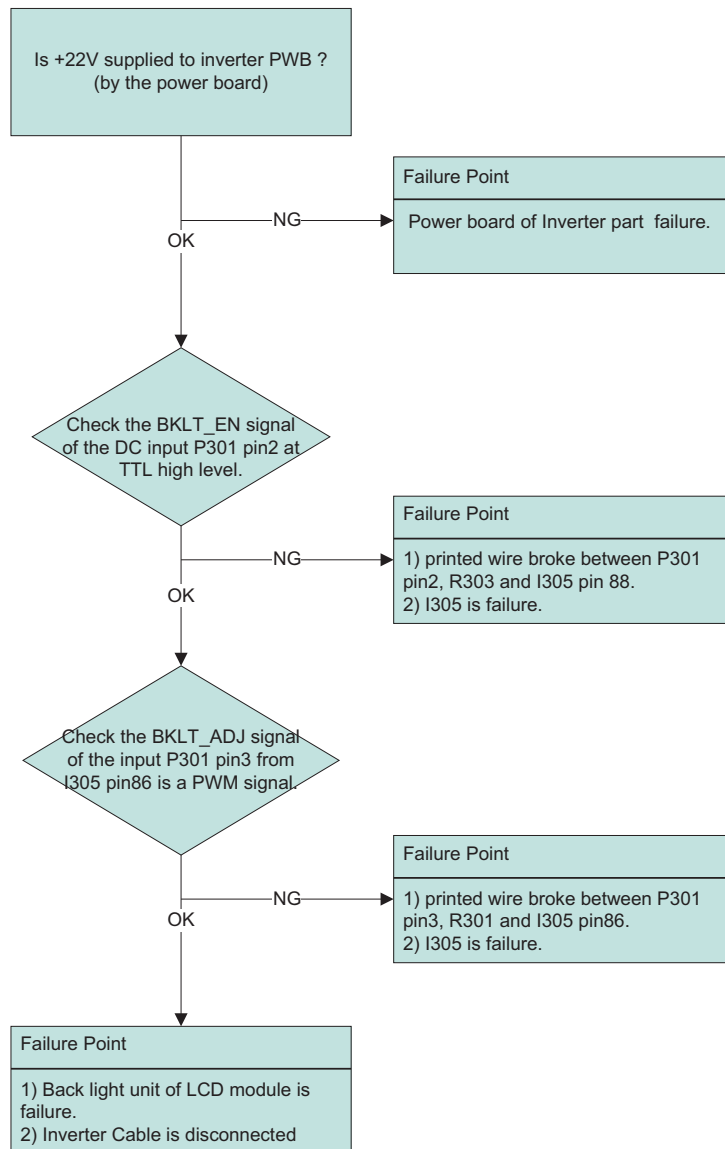 Is +22V supplied to inverter PWB ?
(by the power board)
Failure Point
Power board of Inverter part failure.
NG
OK
Check the BKLT_EN signal
of the DC input P301 pin2 at
TTL high level.
Failure Point
1) printed wire broke between P301
pin2, R303 and I305 pin 88.
2) I305 is failure.
NG
OK
Check the BKLT_ADJ signal
of the input P301 pin3 from
I305 pin86 is a PWM signal.
Failure Point
1) printed wire broke between P301
pin3, R301 and I305 pin86.
2) I305 is failure.
NG
OK
Failure Point
1) Back light unit of LCD module is
failure.
2) Inverter Cable is disconnected